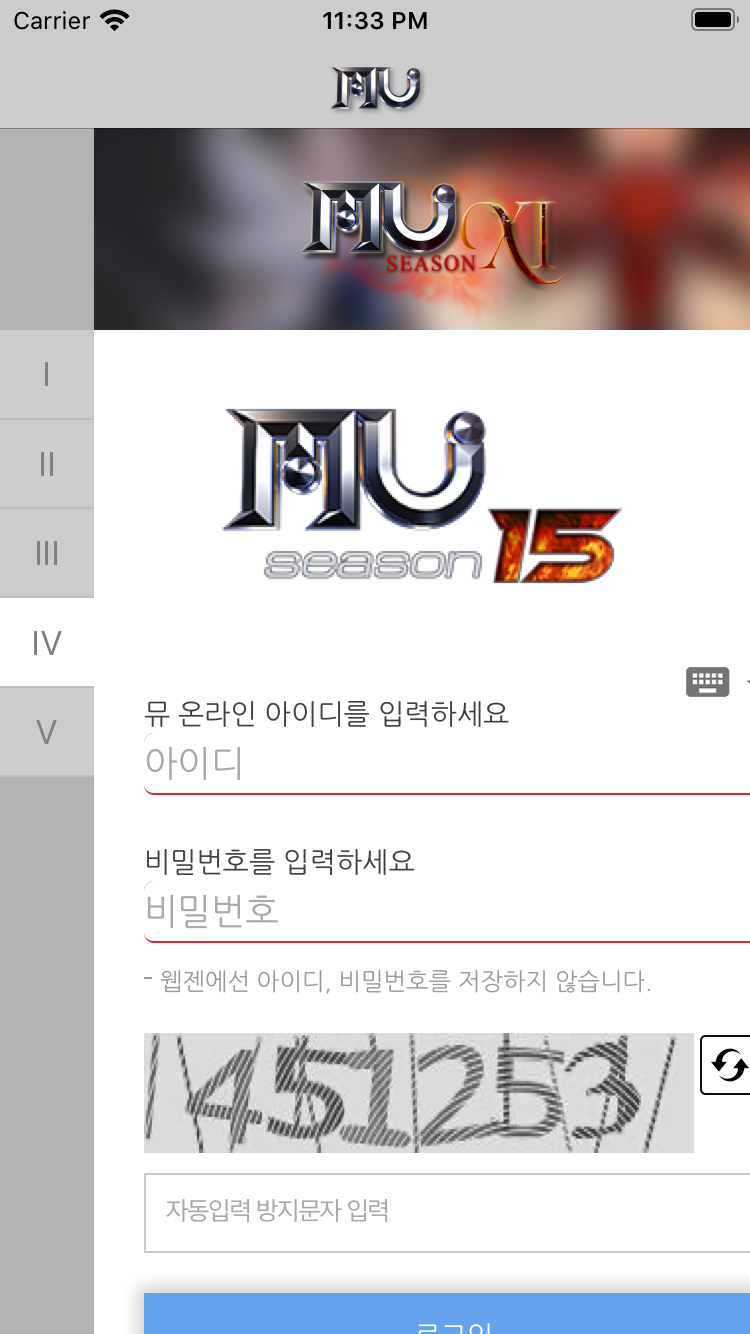 Carrier
11:33 PM
MU
MU
SEASON XI
I
II
III
IV
V
MU
season 15
뮤 온라인 아이디를 입력하세요
아이디
비밀번호를 입력하세요
비밀번호
- 웹젠에선 아이디, 비밀번호를 저장하지 않습니다.
451253
자동입력 방지문자 입력
로그인